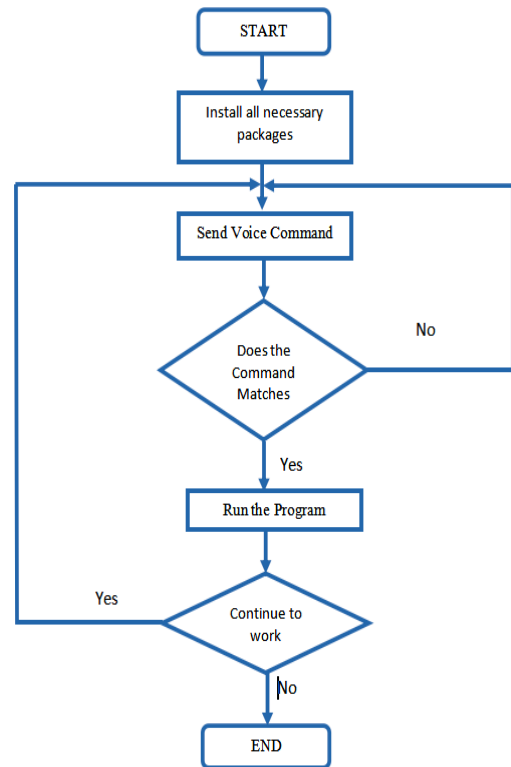 START
Install all necessary
packages
Send Voice Command
Does the
Command
Matches
No
Yes
Run the Program
Continue to
work
Yes
No
END